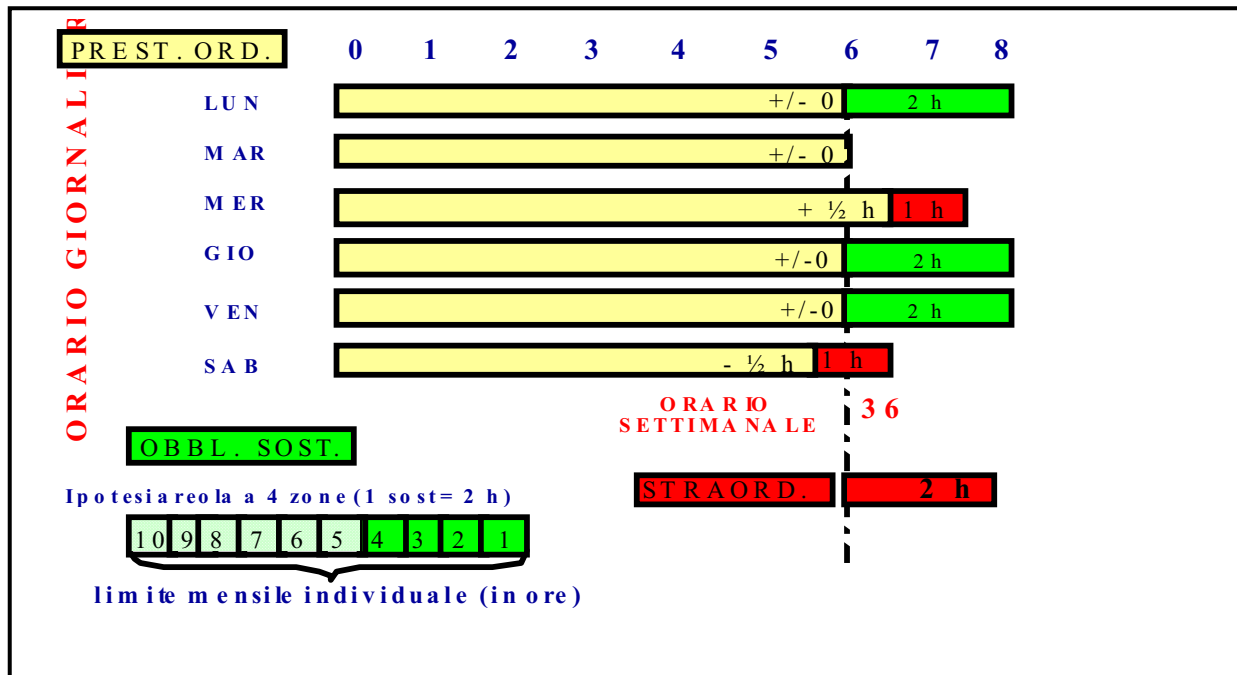 ORARIO GIORNALIER
PREST. ORD.
0 1 2 3 4 5 6 7 8
LUN +/- 0 2 h
MAR +/- 0
MER + ½ h 1 h
GIO +/-0 2 h
VEN +/-0 2 h
SAB - ½ h 1 h
ORARIO
SETTIMANALE
36
OBBL. SOST.
STRAORD. 2 h
Ipotesi areola a 4 zone (1 sost= 2 h)
10 9 8 7 6 5 4 3 2 1
limite mensile individuale (in ore)